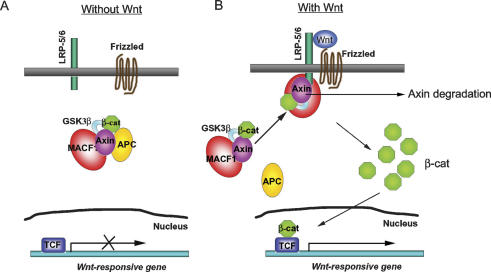 A
Without Wnt
LRP-5/6
Frizzled
GSK3β
β-cat
Axin
MACF1
APC
Nucleus
TCF
Wnt-responsive gene
B
With Wnt
LRP-5/6
Wnt
Frizzled
Axin
Axin degradation
GSK3β
β-cat
Axin
MACF1
APC
β-cat
Nucleus
β-cat
TCF
Wnt-responsive gene